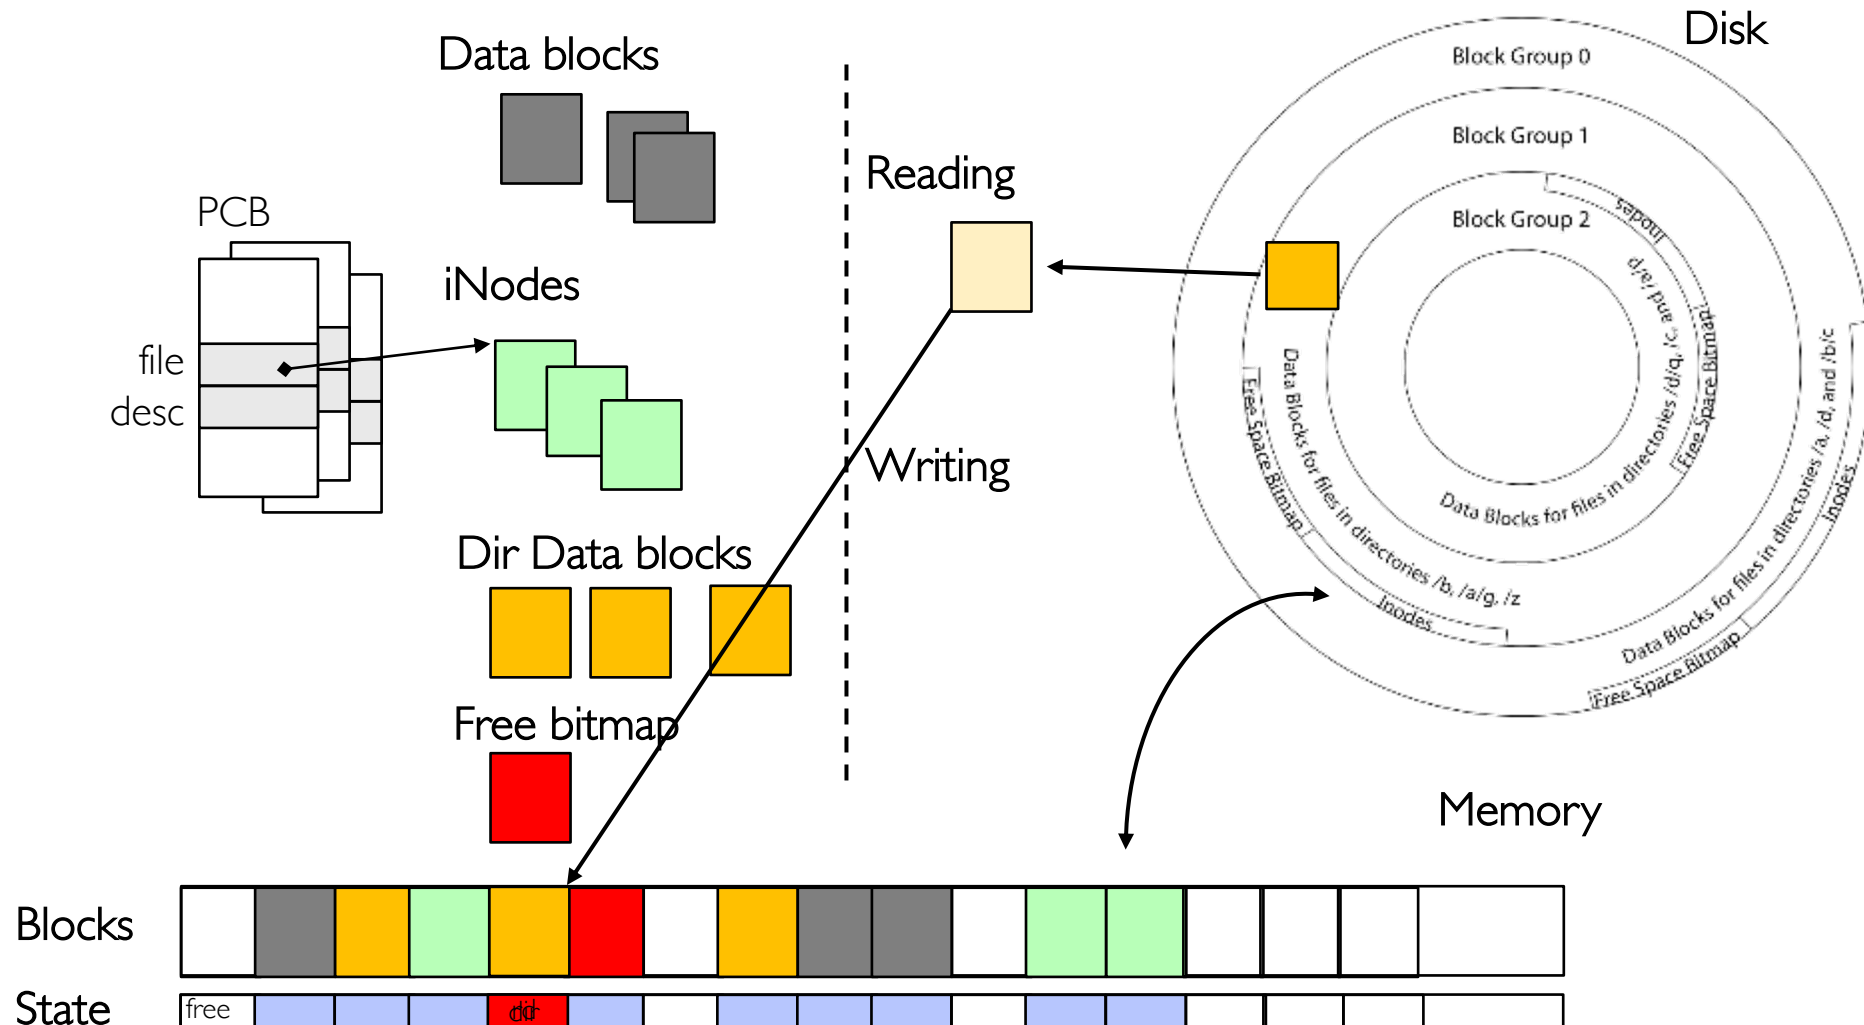 Disk
Data blocks
Block Group 0
Block Group 1
Reading
PCB
Block Group 2
Inodes
iNodes
d/a/ and /c, /d/q, Data Blocks for files in directories
Free Space Bitmap
file
desc
Data Blocks for files in directories /b, /a/g, /z
Free Space Bitmap
Inodes
Data Blocks for files in directories /a, /d, and /b/c
Free Space Bitmap
Inodes
Writing
Dir Data blocks
Free bitmap
Memory
Blocks
State
free